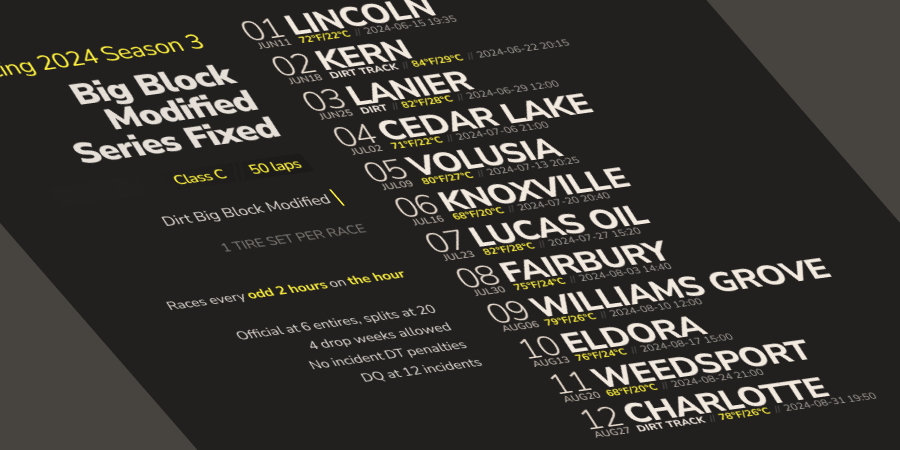 ing 2024 Season 3
Big Block
Modified
Series Fixed
Class C 50 laps
Dirt Big Block Modified
1 TIRE SET PER RACE
Races every odd 2 hours on the hour
Official at 6 entires, splits at 20
4 drop weeks allowed
No incident DT penalties
DQ at 12 incidents
01 LINCOLN
JUN11 72°F/22°C // 2024-06-15 19:35
02 KERN
JUN18 DIRT TRACK // 84°F/29°C // 2024-06-22 20:15
03 LANIER
JUN25 DIRT // 82°F/28°C // 2024-06-29 12:00
04 CEDAR LAKE
JUL02 71°F/22°C // 2024-07-06 21:00
05 VOLUSIA
JUL09 80°F/27°C // 2024-07-13 20:25
06 KNOXVILLE
JUL16 68°F/20°C // 2024-07-20 20:40
07 LUCAS OIL
JUL23 82°F/28°C // 2024-07-27 15:20
08 FAIRBURY
JUL30 75°F/24°C // 2024-08-03 14:40
09 WILLIAMS GROVE
AUG06 79°F/26°C // 2024-08-10 12:00
10 ELDORA
AUG13 76°F/24°C // 2024-08-17 15:00
11 WEEDSPORT
AUG20 68°F/20°C // 2024-08-24 21:00
12 CHARLOTTE
AUG27 DIRT TRACK // 78°F/26°C // 2024-08-31 19:50